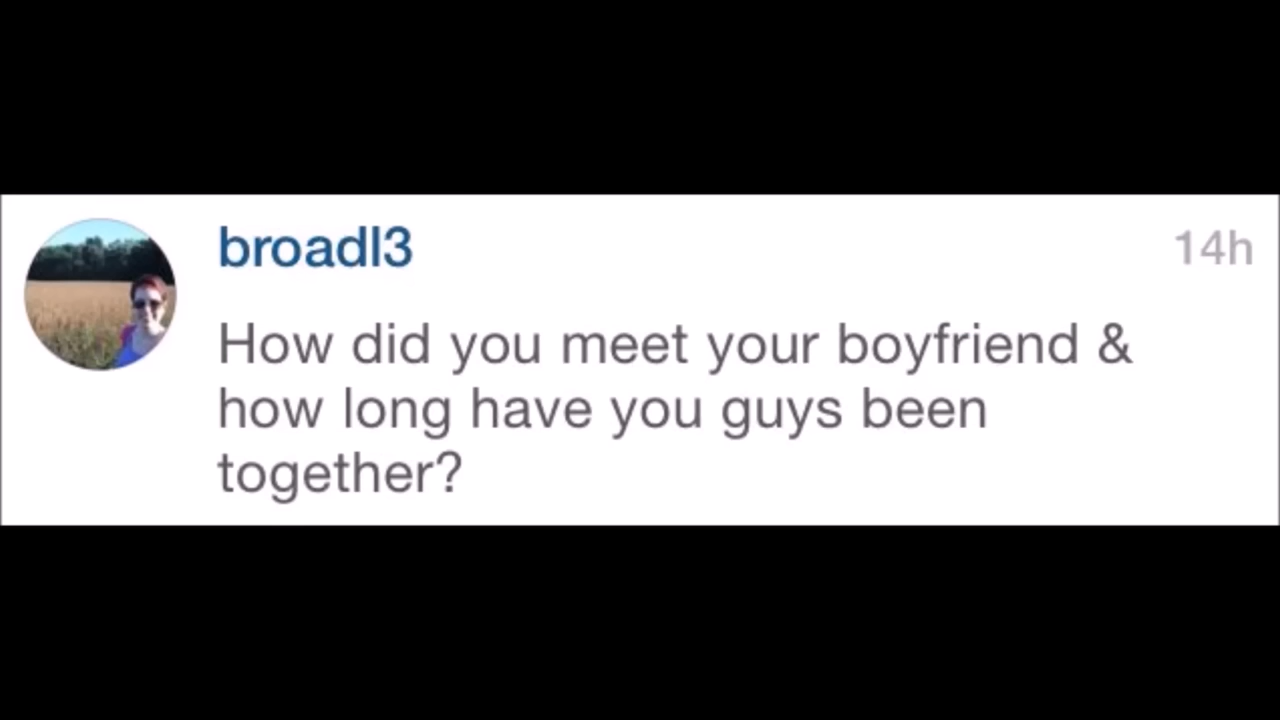 broadl3
14h
How did you meet your boyfriend &
how long have you guys been
together?